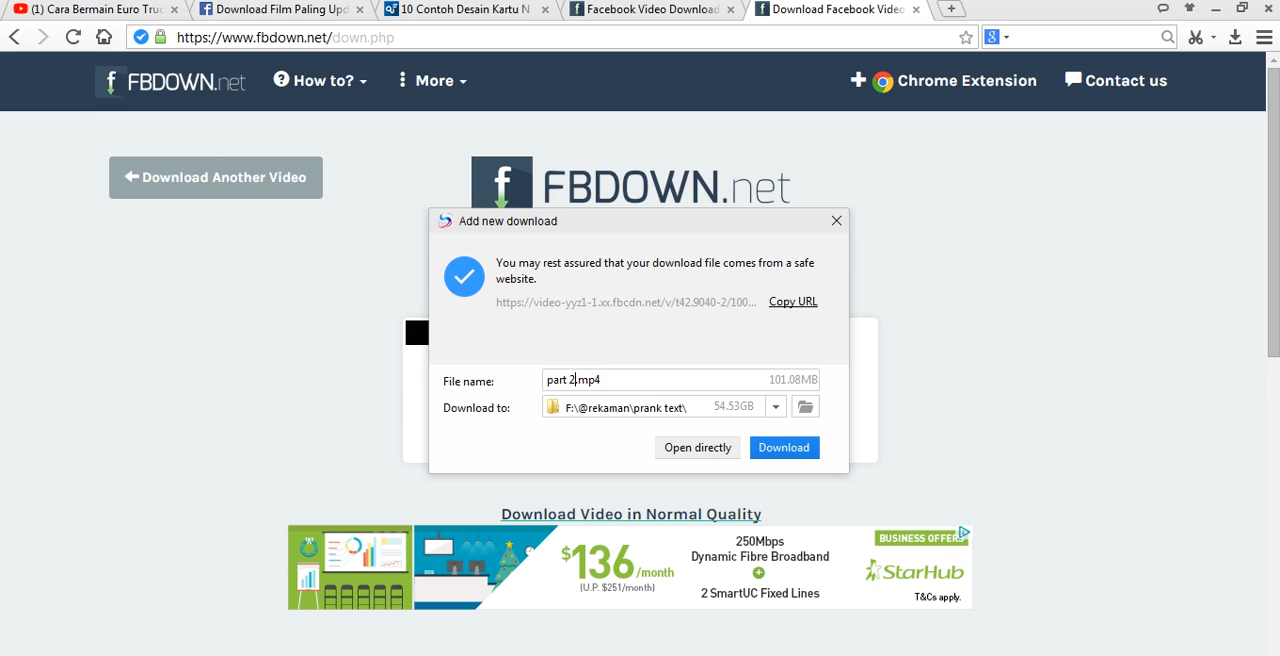 (1) Cara Bermain Euro Truc
Download Film Paling Upd
10 Contoh Desain Kartu N
Facebook Video Download
Download Facebook Video
https://www.fbdown.net/down.php
FBDOWN.net
How to?
More
Chrome Extension
Contact us
Download Another Video
FBDOWN.net
Add new download
You may rest assured that your download file comes from a safe
website.
https://video-yyz1-1.xx.fbcdn.net/v/t42.9040-2/100...
Copy URL
File name:
part 2.mp4
101.08MB
Download to:
F:\@rekaman\prank text\
54.53GB
Open directly
Download
Download Video in Normal Quality
$136/month
(U.P. $251/month)
250Mbps
Dynamic Fibre Broadband
2 SmartUC Fixed Lines
BUSINESS OFFERS
StarHub
T&Cs apply.